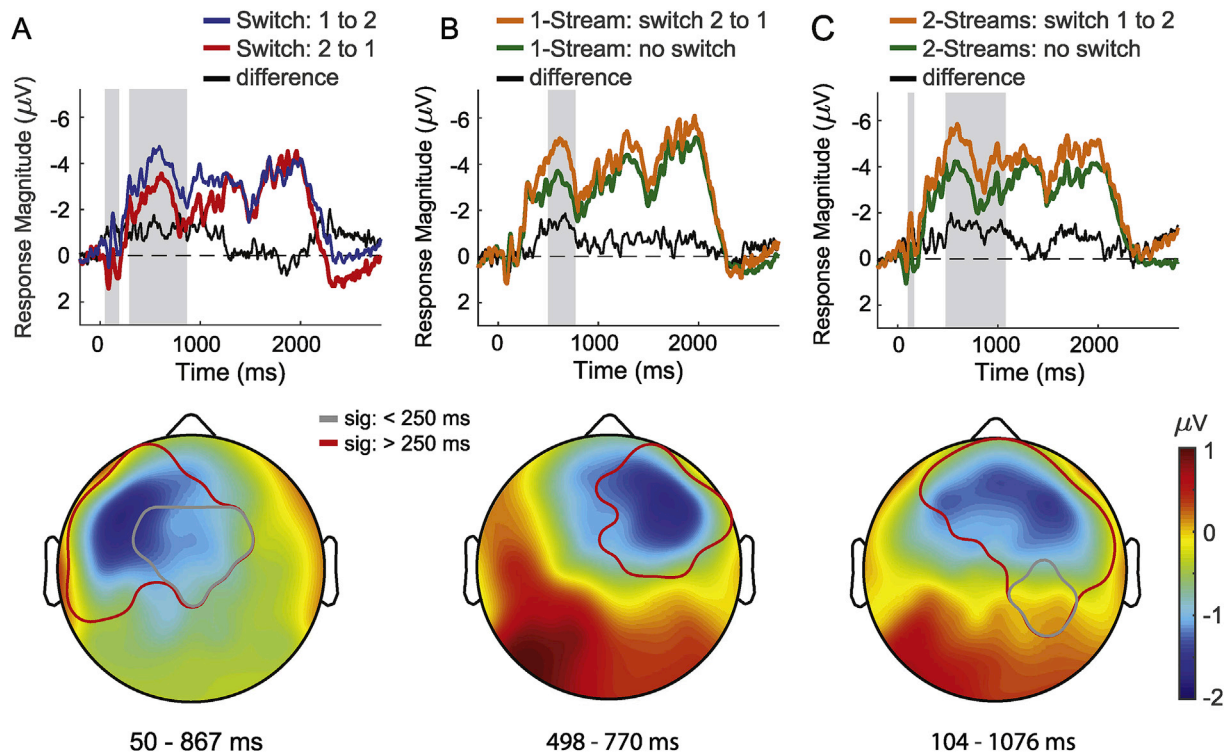 A
Switch: 1 to 2
Switch: 2 to 1
difference
Response Magnitude (µV)
-6
-4
-2
0
2
0
1000
2000
Time (ms)
B
1-Stream: switch 2 to 1
1-Stream: no switch
difference
Response Magnitude (µV)
-6
-4
-2
0
2
0
1000
2000
Time (ms)
C
2-Streams: switch 1 to 2
2-Streams: no switch
difference
Response Magnitude (µV)
-6
-4
-2
0
2
0
1000
2000
Time (ms)
sig: < 250 ms
sig: > 250 ms
µV
1
0
-1
-2
50 - 867 ms
498 - 770 ms
104 - 1076 ms